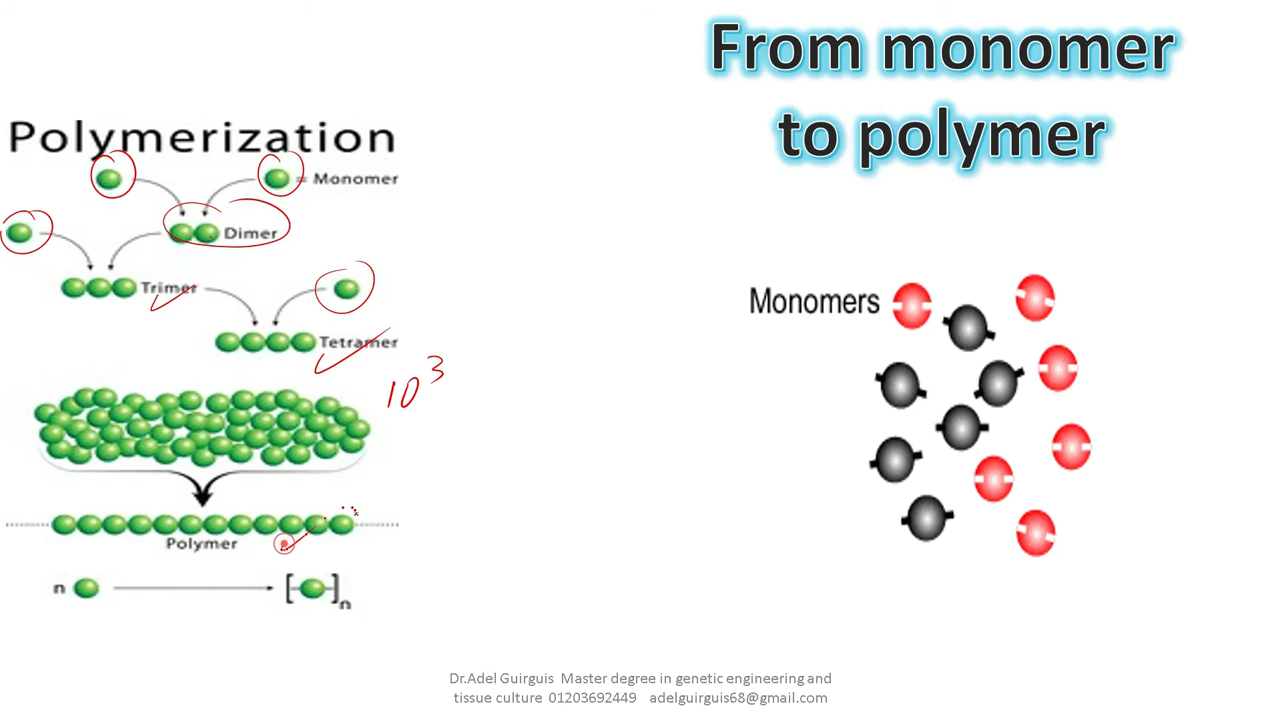 From monomer
to polymer
Polymerization
= Monomer
Dimer
Trimer
Tetramer
10³
Polymer
n
[ ]n
Monomers
Dr.Adel Guirguis Master degree in genetic engineering and
tissue culture 01203692449 adelguirguis68@gmail.com